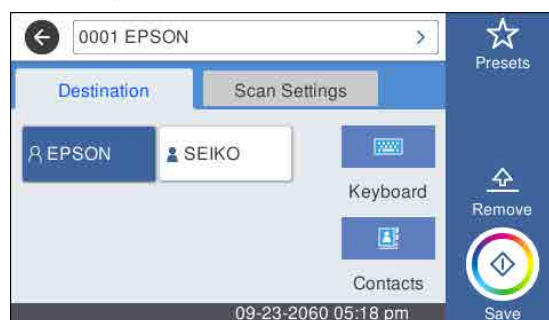 0001 EPSON
Presets
Destination
Scan Settings
EPSON
SEIKO
Keyboard
Remove
Contacts
09-23-2060 05:18 pm
Save